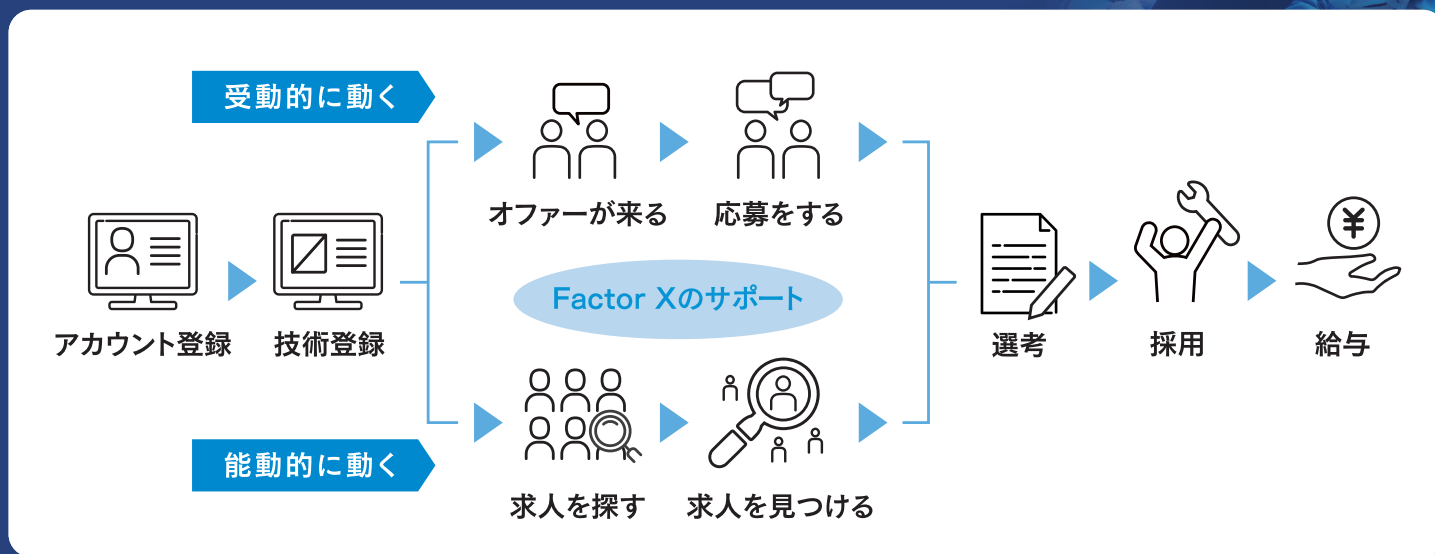 受動的に動く
オファーが来る
応募をする
アカウント登録
技術登録
Factor Xのサポート
¥
選考
採用
給与
能動的に動く
求人を探す
求人を見つける